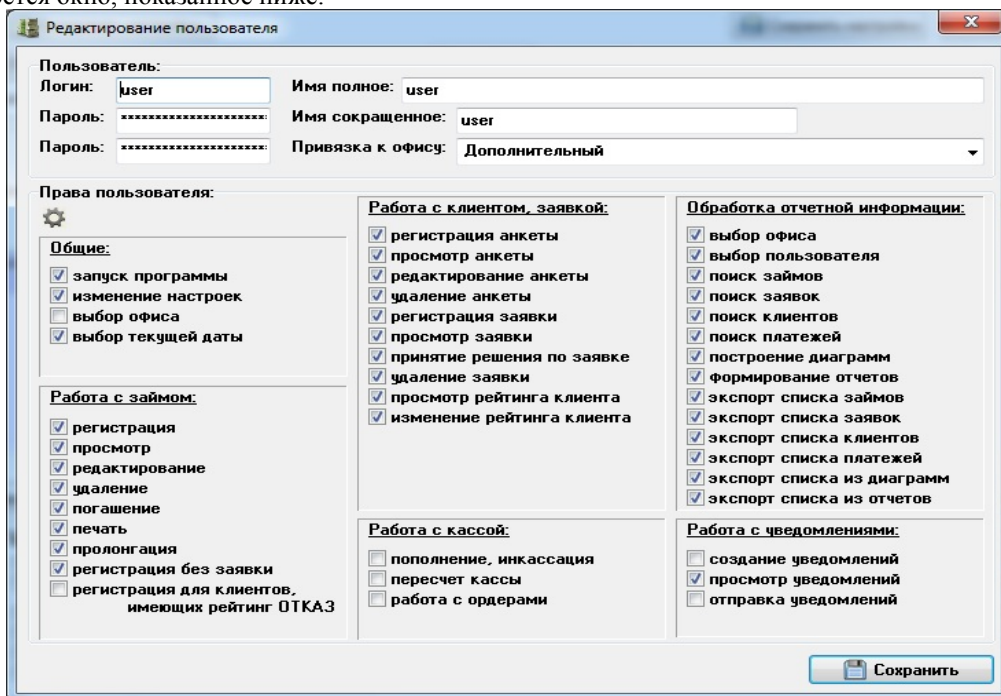 окно, показанное ниже.
Редактирование пользователя
Пользователь:
Логин: user Имя полное: user
Пароль: ********************* Имя сокращенное: user
Пароль: ********************* Привязка к офису: Дополнительный
Права пользователя:
Общие:
запуск программы
изменение настроек
выбор офиса
выбор текущей даты
Работа с займом:
регистрация
просмотр
редактирование
удаление
погашение
печать
пролонгация
регистрация без заявки
регистрация для клиентов,
имеющих рейтинг ОТКАЗ
Работа с клиентом, заявкой:
регистрация анкеты
просмотр анкеты
редактирование анкеты
удаление анкеты
регистрация заявки
просмотр заявки
принятие решения по заявке
удаление заявки
просмотр рейтинга клиента
изменение рейтинга клиента
Работа с кассой:
пополнение, инкассация
пересчет кассы
работа с ордерами
Обработка отчетной информации:
выбор офиса
выбор пользователя
поиск займов
поиск заявок
поиск клиентов
поиск платежей
построение диаграмм
формирование отчетов
экспорт списка займов
экспорт списка заявок
экспорт списка клиентов
экспорт списка платежей
экспорт списка из диаграмм
экспорт списка из отчетов
Работа с уведомлениями:
создание уведомлений
просмотр уведомлений
отправка уведомлений
Сохранить